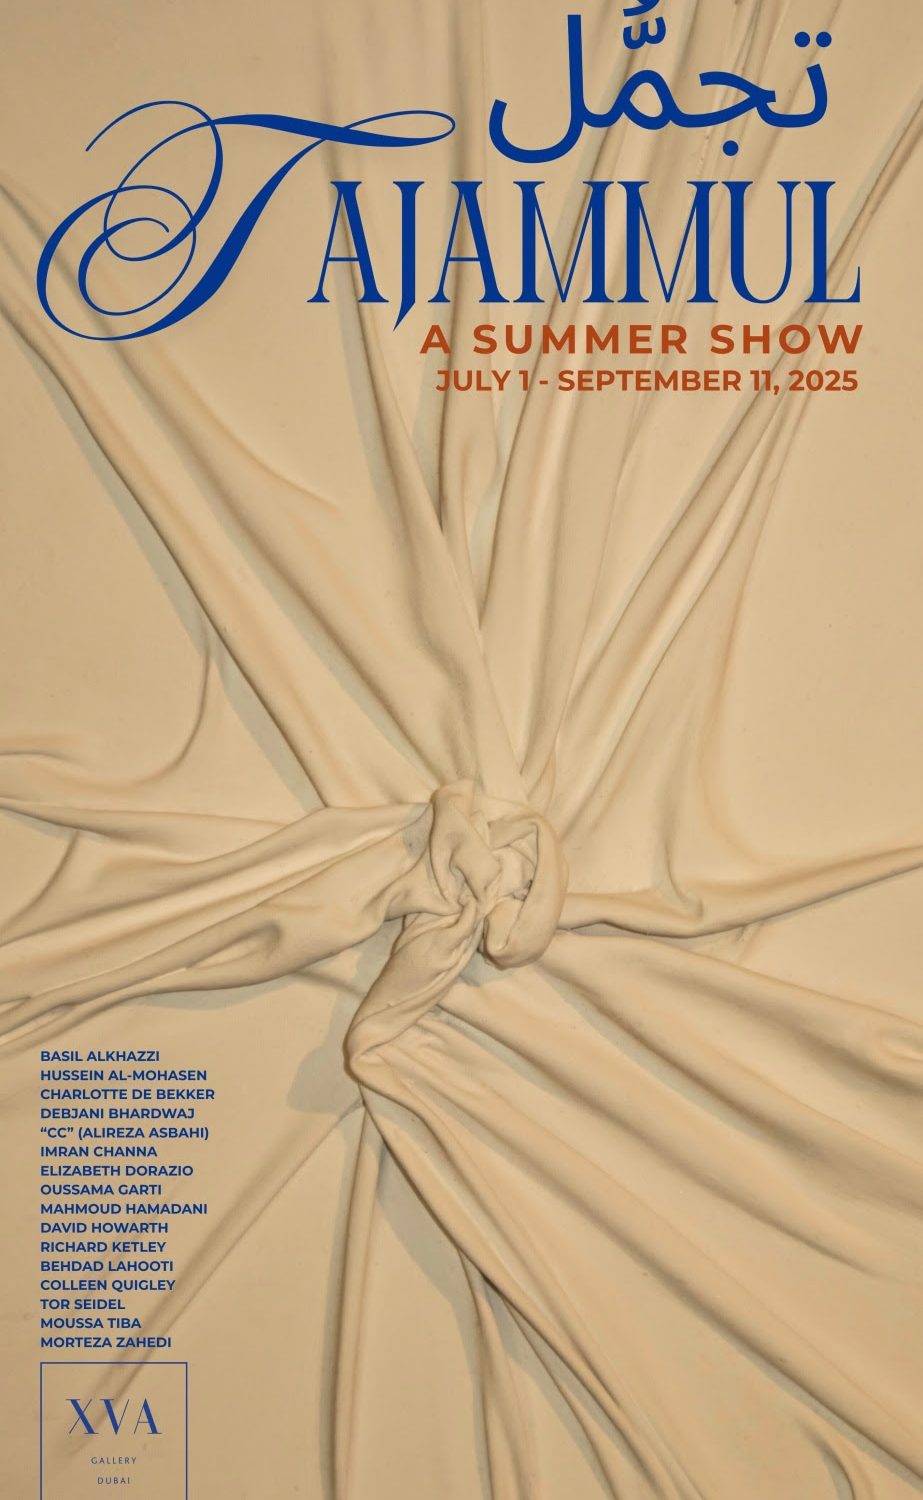 تجمُّل
TAJAMMUL
A SUMMER SHOW
JULY 1 - SEPTEMBER 11, 2025
BASIL ALKHAZZI
HUSSEIN AL-MOHASEN
CHARLOTTE DE BEKKER
DEBJANI BHARDWAJ
“CC” (ALIREZA ASBAHI)
IMRAN CHANNA
ELIZABETH DORAZIO
OUSSAMA GARTI
MAHMOUD HAMADANI
DAVID HOWARTH
RICHARD KETLEY
BEHDAD LAHOOTI
COLLEEN QUIGLEY
TOR SEIDEL
MOUSSA TIBA
MORTEZA ZAHEDI
XVA
GALLERY
DUBAI